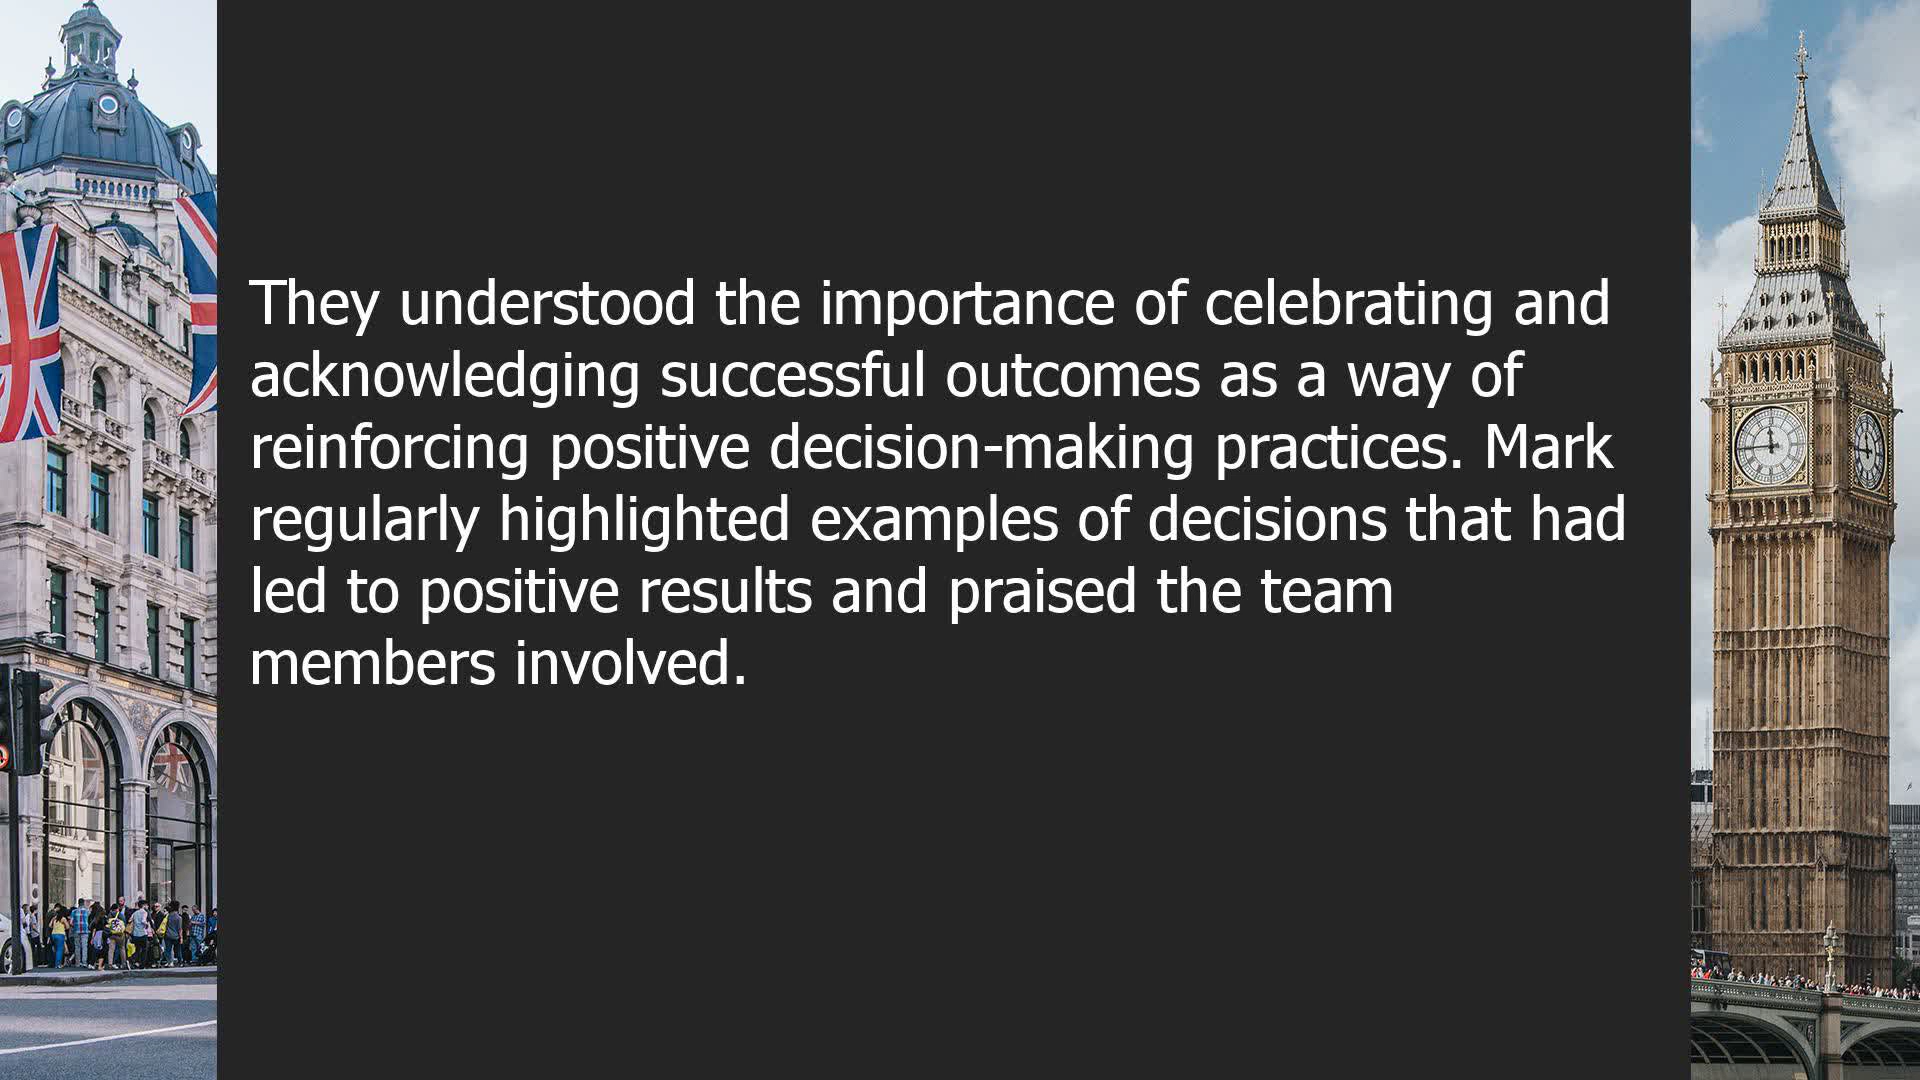 They understood the importance of celebrating and
acknowledging successful outcomes as a way of
reinforcing positive decision-making practices. Mark
regularly highlighted examples of decisions that had
led to positive results and praised the team
members involved.